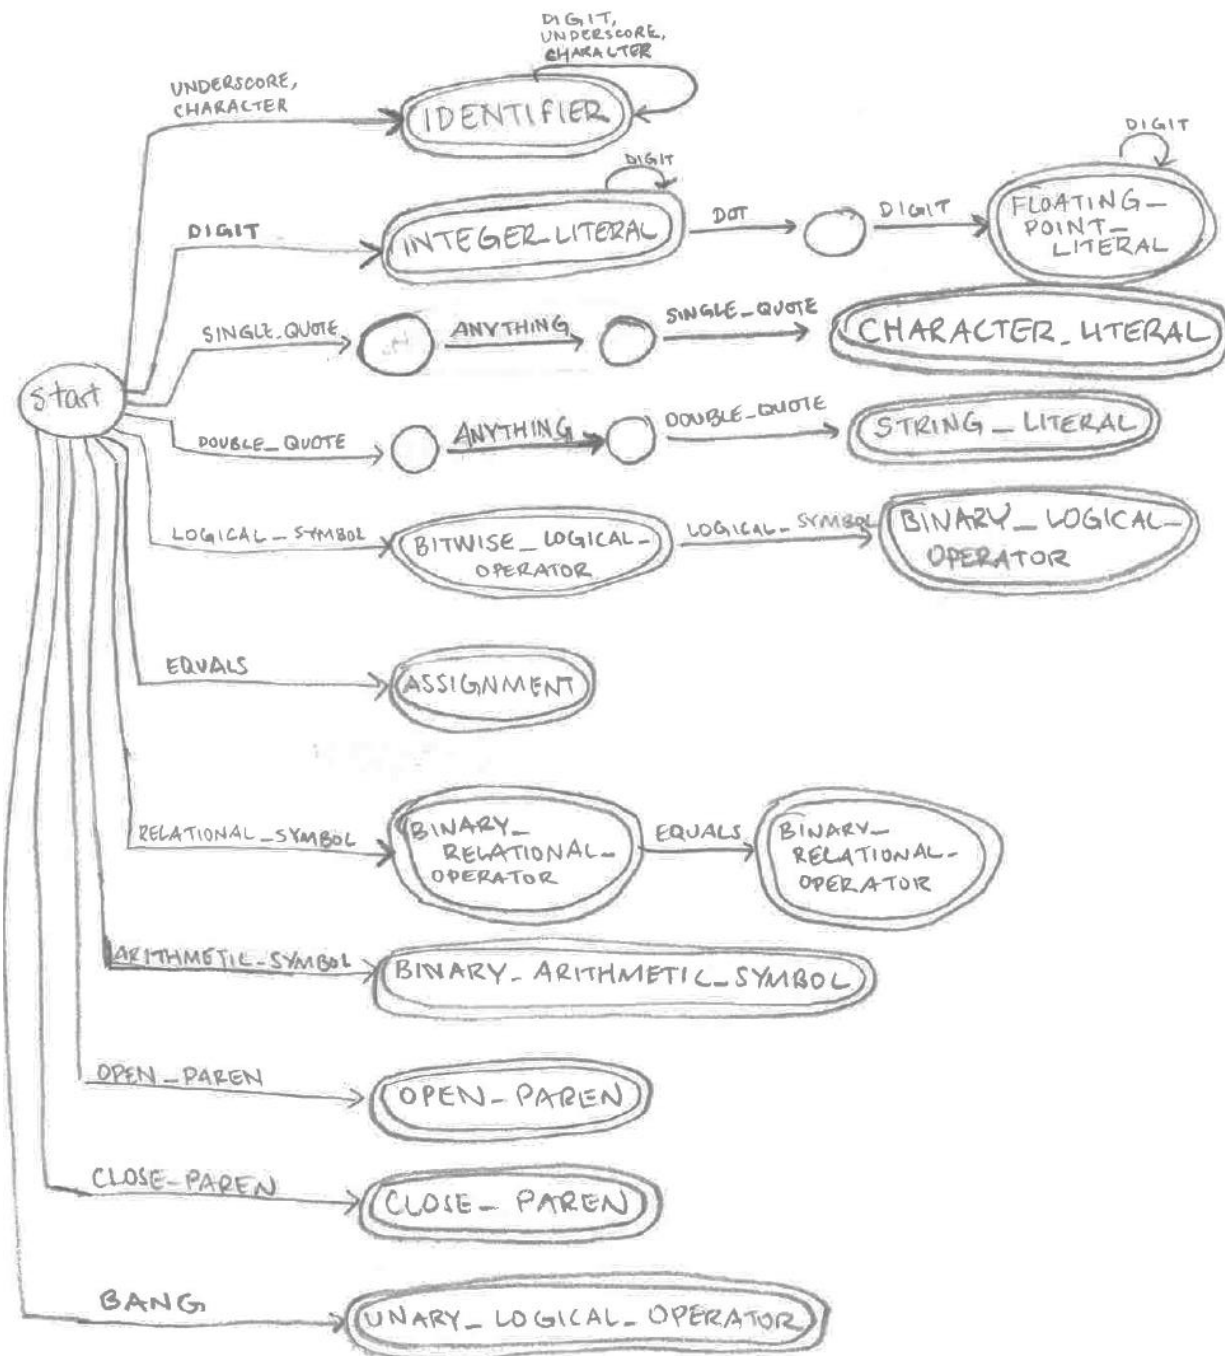 DIGIT,
UNDERSCORE,
CHARACTER
UNDERSCORE,
CHARACTER
IDENTIFIER
DIGIT
DIGIT
DIGIT
INTEGER_LITERAL
DOT
DIGIT
FLOATING_
POINT_
LITERAL
SINGLE_QUOTE
ANYTHING
SINGLE_QUOTE
CHARACTER_LITERAL
Start
DOUBLE_QUOTE
ANYTHING
DOUBLE_QUOTE
STRING_LITERAL
LOGICAL_SYMBOL
BITWISE_LOGICAL_
OPERATOR
LOGICAL_SYMBOL
BINARY_LOGICAL_
OPERATOR
EQUALS
ASSIGNMENT
RELATIONAL_SYMBOL
BINARY_
RELATIONAL_
OPERATOR
EQUALS
BINARY_
RELATIONAL_
OPERATOR
ARITHMETIC_SYMBOL
BINARY_ARITHMETIC_SYMBOL
OPEN_PAREN
OPEN_PAREN
CLOSE_PAREN
CLOSE_PAREN
BANG
UNARY_LOGICAL_OPERATOR